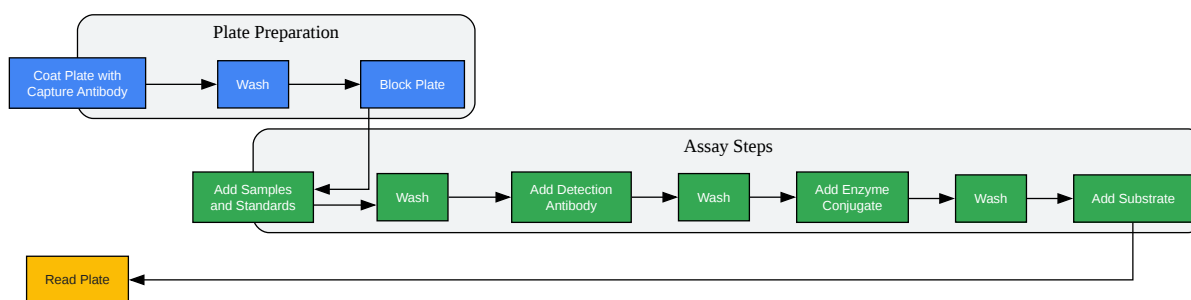 Plate Preparation
Coat Plate with
Capture Antibody
Wash
Block Plate
Assay Steps
Add Samples
and Standards
Wash
Add Detection
Antibody
Wash
Add Enzyme
Conjugate
Wash
Add Substrate
Read Plate